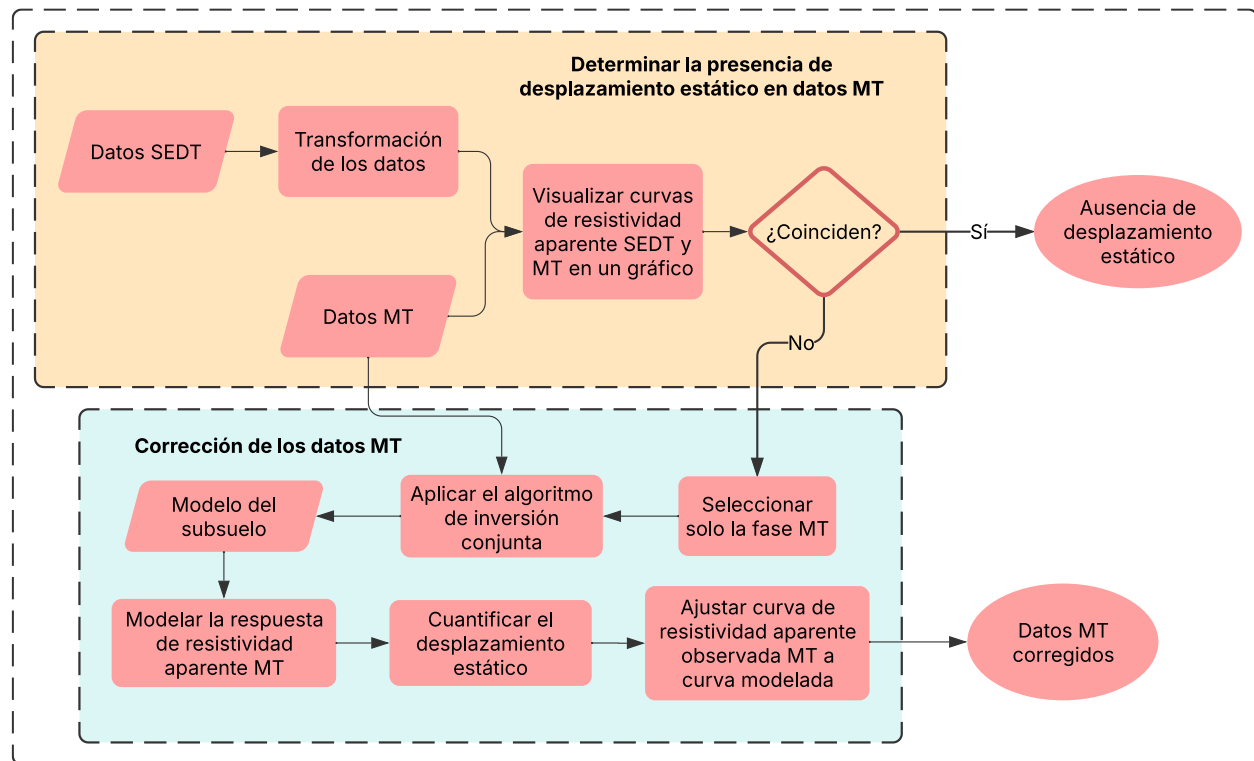 Determinar la presencia de
desplazamiento estático en datos MT
Datos SEDT
Transformación
de los datos
Datos MT
Visualizar curvas
de resistividad
aparente SEDT y
MT en un gráfico
¿Coinciden?
Sí
Ausencia de
desplazamiento
estático
No
Corrección de los datos MT
Seleccionar
solo la fase MT
Aplicar el algoritmo
de inversión
conjunta
Modelo del
subsuelo
Modelar la respuesta
de resistividad
aparente MT
Cuantificar el
desplazamiento
estático
Ajustar curva de
resistividad aparente
observada MT a
curva modelada
Datos MT
corregidos